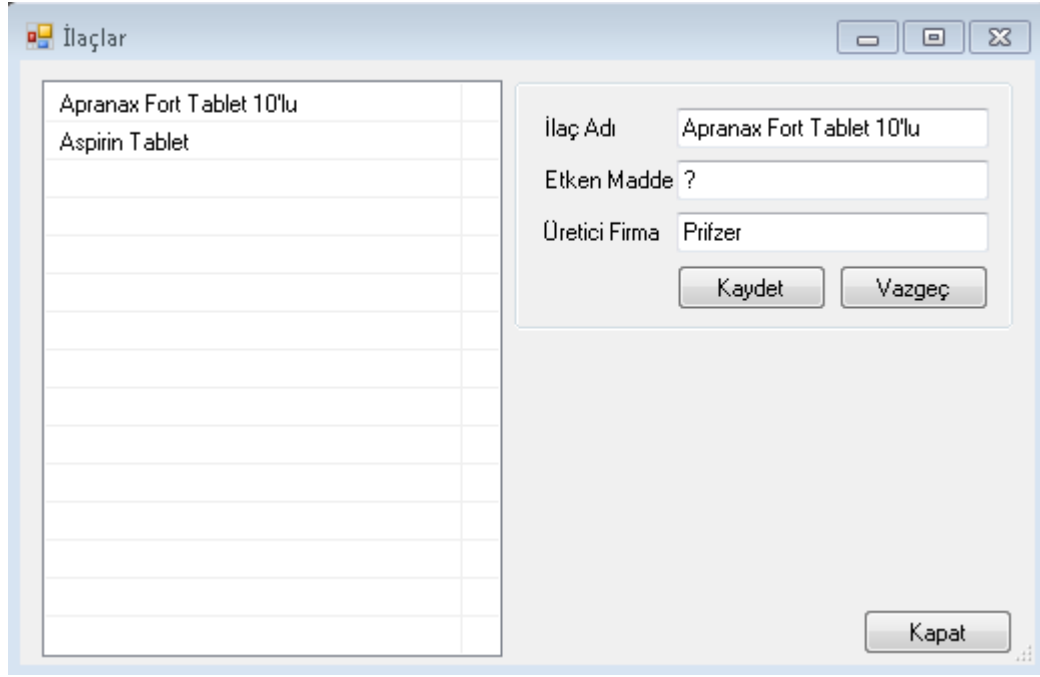 İlaçlar
Apranax Fort Tablet 10'lu
Aspirin Tablet
İlaç Adı Apranax Fort Tablet 10'lu
Etken Madde ?
Üretici Firma Prifzer
Kaydet Vazgeç
Kapat